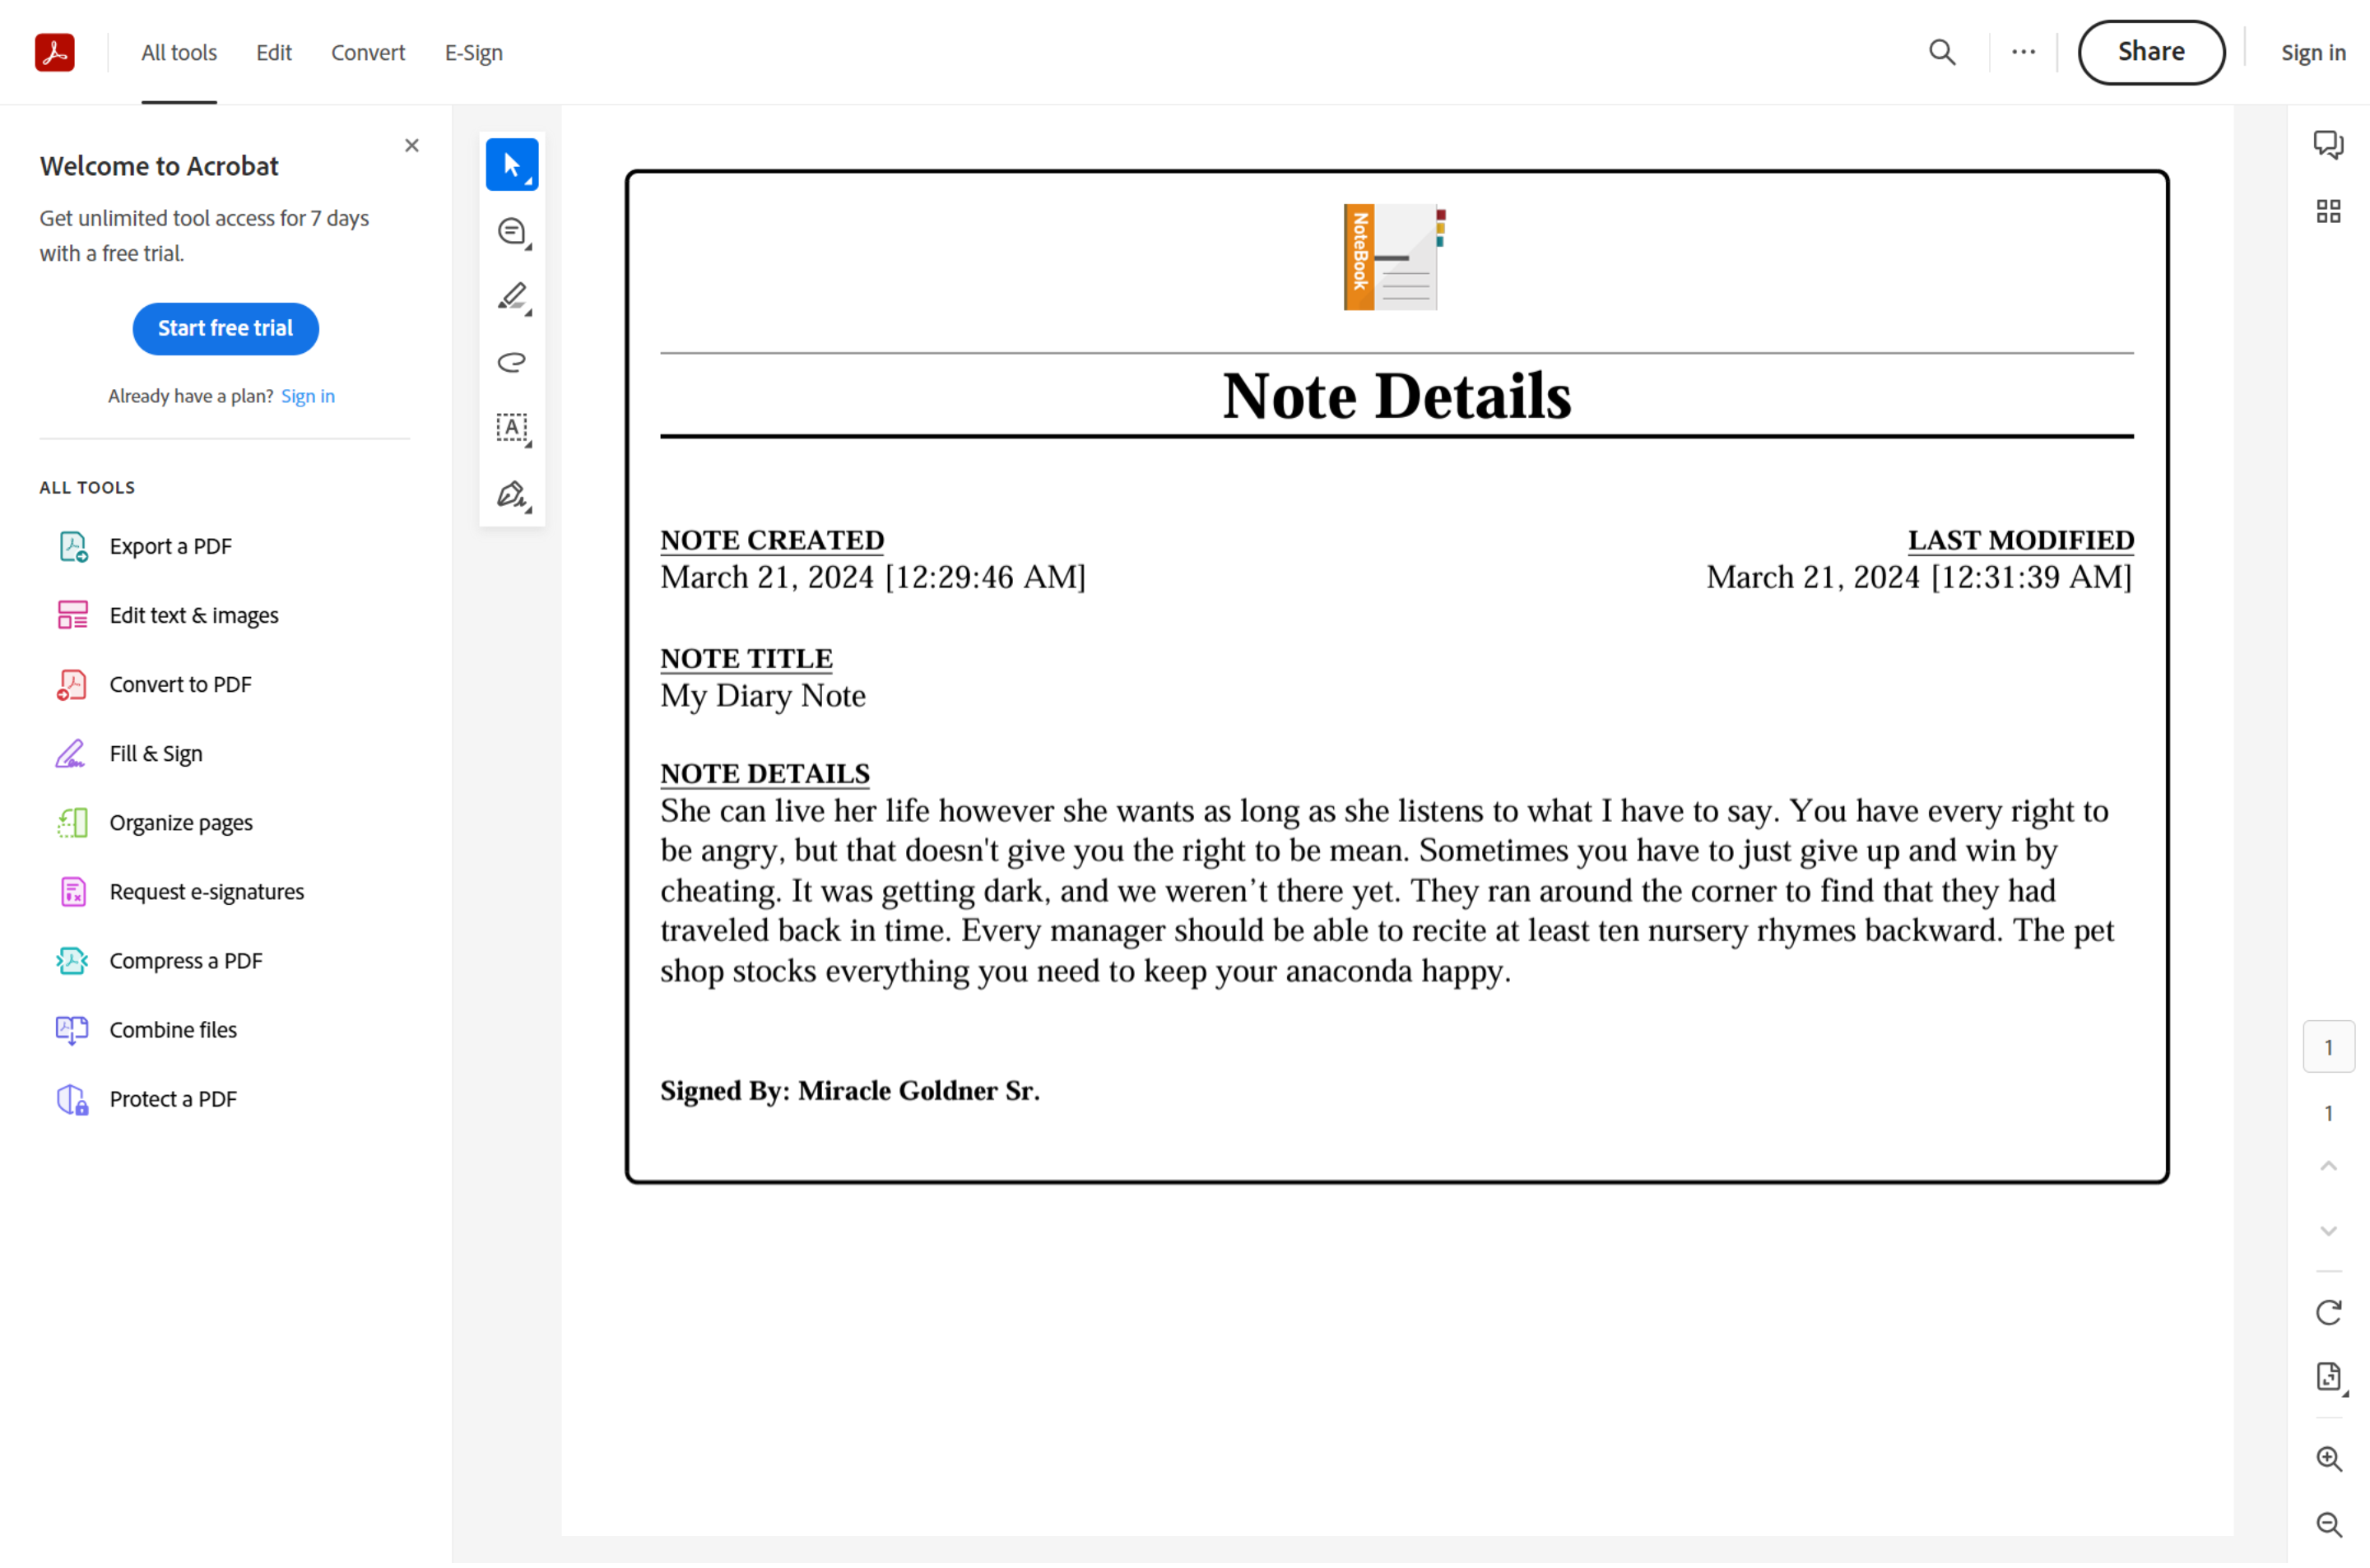 All tools
Edit
Convert
E-Sign
Share
Sign in
Welcome to Acrobat
Get unlimited tool access for 7 days
with a free trial.
Start free trial
Already have a plan? Sign in
ALL TOOLS
Export a PDF
Edit text & images
Convert to PDF
Fill & Sign
Organize pages
Request e-signatures
Compress a PDF
Combine files
Protect a PDF
A
NoteBook
Note Details
NOTE CREATED
March 21, 2024 [12:29:46 AM]
LAST MODIFIED
March 21, 2024 [12:31:39 AM]
NOTE TITLE
My Diary Note
NOTE DETAILS
She can live her life however she wants as long as she listens to what I have to say. You have every right to
be angry, but that doesn't give you the right to be mean. Sometimes you have to just give up and win by
cheating. It was getting dark, and we weren’t there yet. They ran around the corner to find that they had
traveled back in time. Every manager should be able to recite at least ten nursery rhymes backward. The pet
shop stocks everything you need to keep your anaconda happy.
Signed By: Miracle Goldner Sr.
1
1